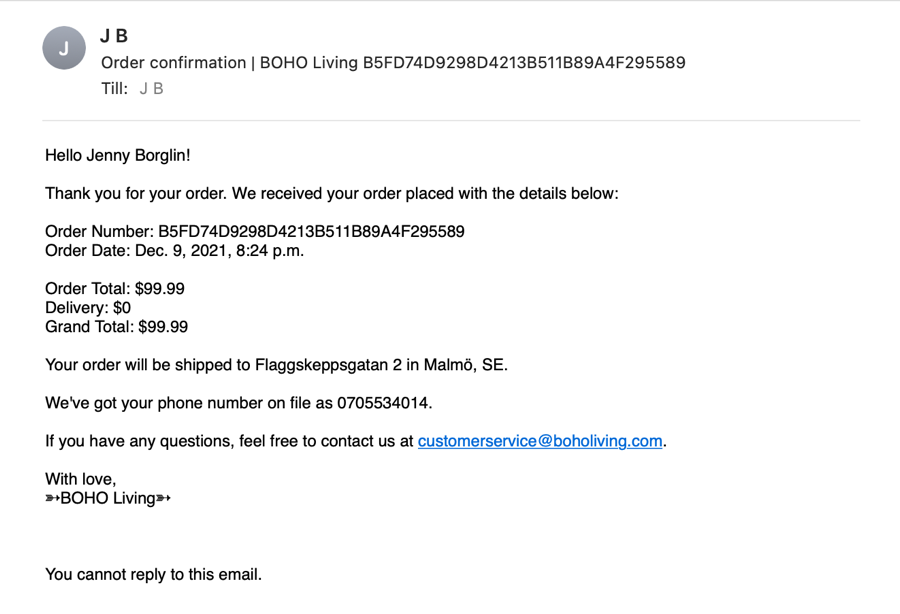 J
J B
Order confirmation | BOHO Living B5FD74D9298D4213B511B89A4F295589
Till: J B
Hello Jenny Borglin!
Thank you for your order. We received your order placed with the details below:
Order Number: B5FD74D9298D4213B511B89A4F295589
Order Date: Dec. 9, 2021, 8:24 p.m.
Order Total: $99.99
Delivery: $0
Grand Total: $99.99
Your order will be shipped to Flaggskeppsgatan 2 in Malmö, SE.
We've got your phone number on file as 0705534014.
If you have any questions, feel free to contact us at customerservice@boholiving.com.
With love,
➳BOHO Living➳
You cannot reply to this email.